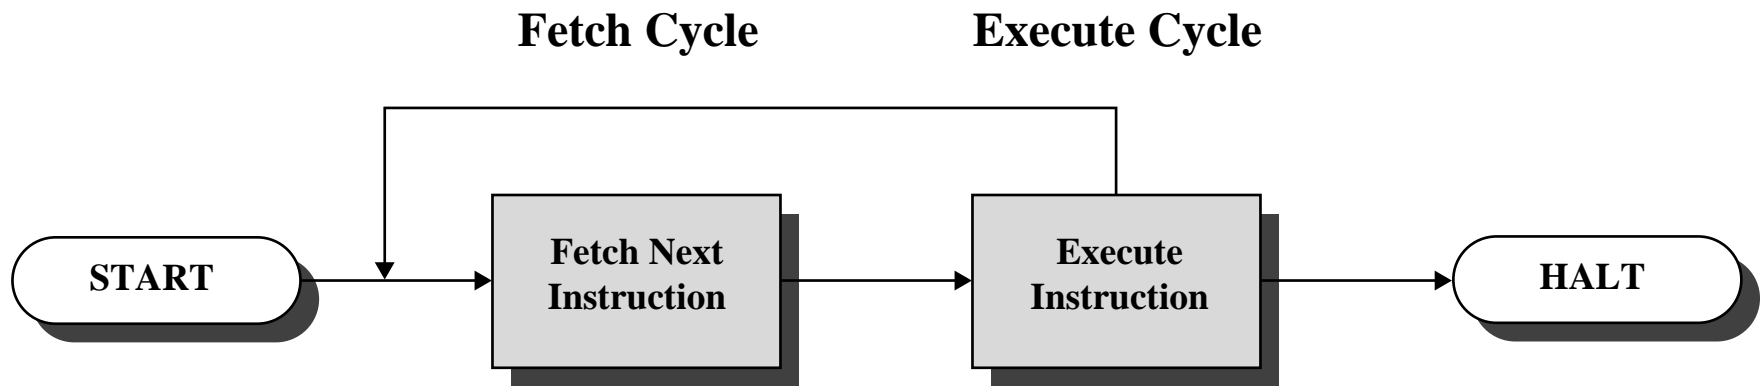 Fetch Cycle
Execute Cycle
START
Fetch Next
Instruction
Execute
Instruction
HALT